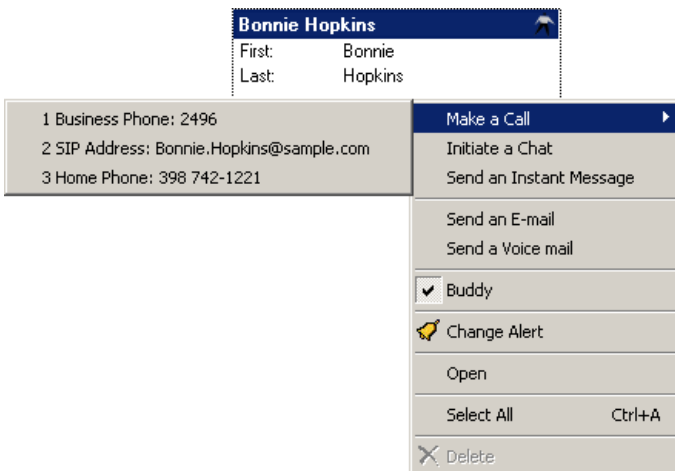 Bonnie Hopkins
First: Bonnie
Last: Hopkins
1 Business Phone: 2496
2 SIP Address: Bonnie.Hopkins@sample.com
3 Home Phone: 398 742-1221
Make a Call
Initiate a Chat
Send an Instant Message
Send an E-mail
Send a Voice mail
Buddy
Change Alert
Open
Select All Ctrl+A
Delete